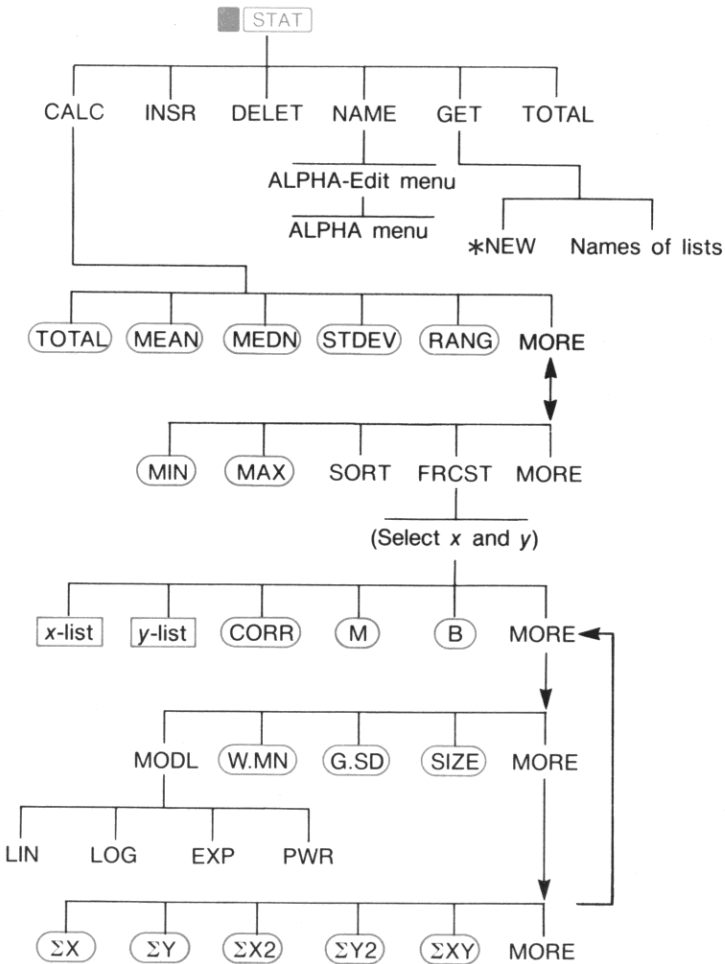 STAT
CALC INSR DELET NAME GET TOTAL
ALPHA-Edit menu
ALPHA menu
*NEW Names of lists
TOTAL MEAN MEDN STDEV RANG MORE
MIN MAX SORT FRCST MORE
(Select x and y)
x-list y-list CORR M B MORE
MODL W.MN G.SD SIZE MORE
LIN LOG EXP PWR
ΣX ΣY ΣX2 ΣY2 ΣXY MORE